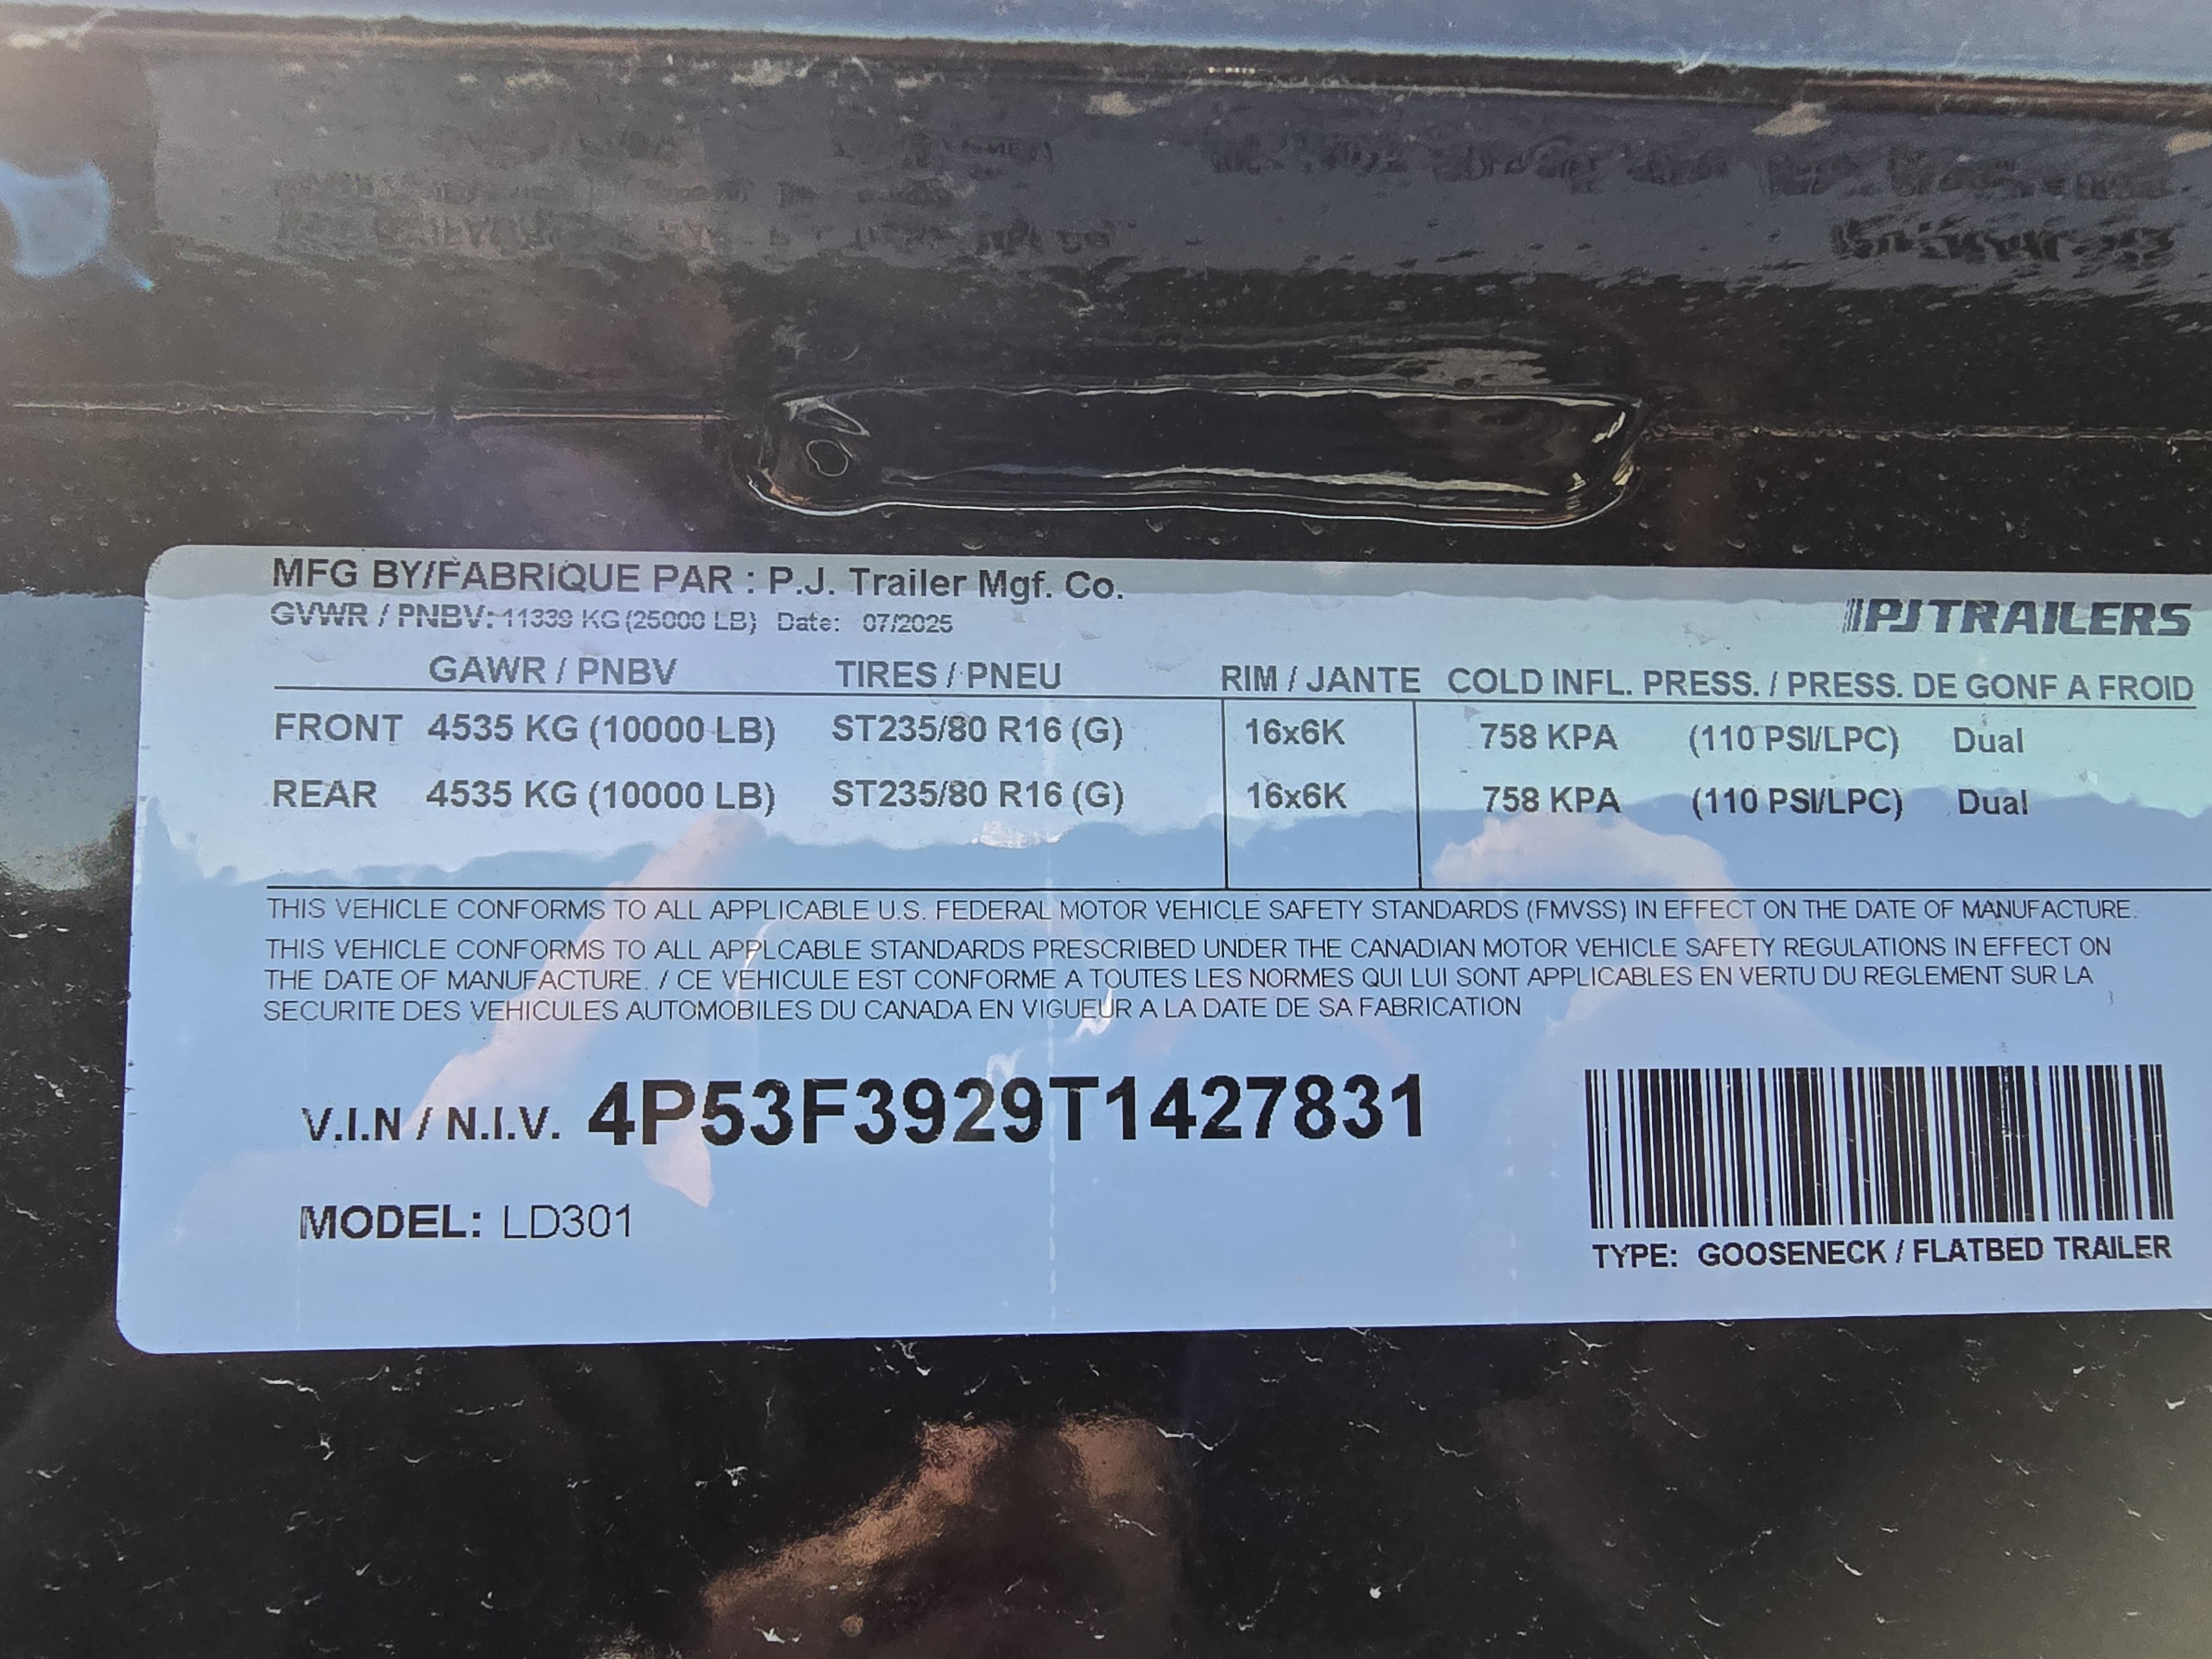 MFG BY/FABRIQUE PAR : P.J. Trailer Mgf. Co.
GVWR / PNBV: 11339 KG (25000 LB) Date: 07/2025
PJ TRAILERS
GAWR / PNBV TIRES / PNEU RIM / JANTE COLD INFL. PRESS. / PRESS. DE GONF A FROID
FRONT 4535 KG (10000 LB) ST235/80 R16 (G) 16x6K 758 KPA (110 PSI/LPC) Dual
REAR 4535 KG (10000 LB) ST235/80 R16 (G) 16x6K 758 KPA (110 PSI/LPC) Dual
THIS VEHICLE CONFORMS TO ALL APPLICABLE U.S. FEDERAL MOTOR VEHICLE SAFETY STANDARDS (FMVSS) IN EFFECT ON THE DATE OF MANUFACTURE.
THIS VEHICLE CONFORMS TO ALL APPLCABLE STANDARDS PRESCRIBED UNDER THE CANADIAN MOTOR VEHICLE SAFETY REGULATIONS IN EFFECT ON
THE DATE OF MANUFACTURE. / CE VEHICULE EST CONFORME A TOUTES LES NORMES QUI LUI SONT APPLICABLES EN VERTU DU REGLEMENT SUR LA
SECURITE DES VEHICULES AUTOMOBILES DU CANADA EN VIGUEUR A LA DATE DE SA FABRICATION
V.I.N / N.I.V. 4P53F3929T1427831
MODEL: LD301
TYPE: GOOSENECK / FLATBED TRAILER